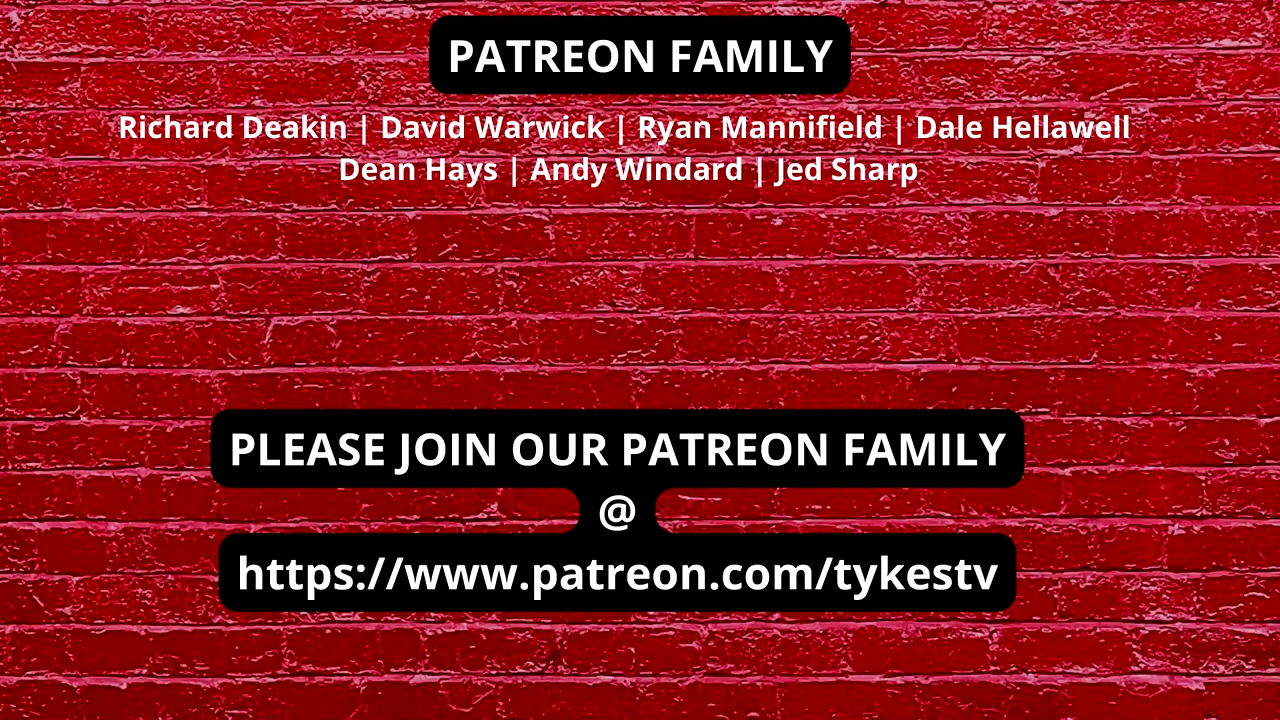 PATREON FAMILY
Richard Deakin | David Warwick | Ryan Mannifield | Dale Hellawell
Dean Hays | Andy Windard | Jed Sharp
PLEASE JOIN OUR PATREON FAMILY
@
https://www.patreon.com/tykestv